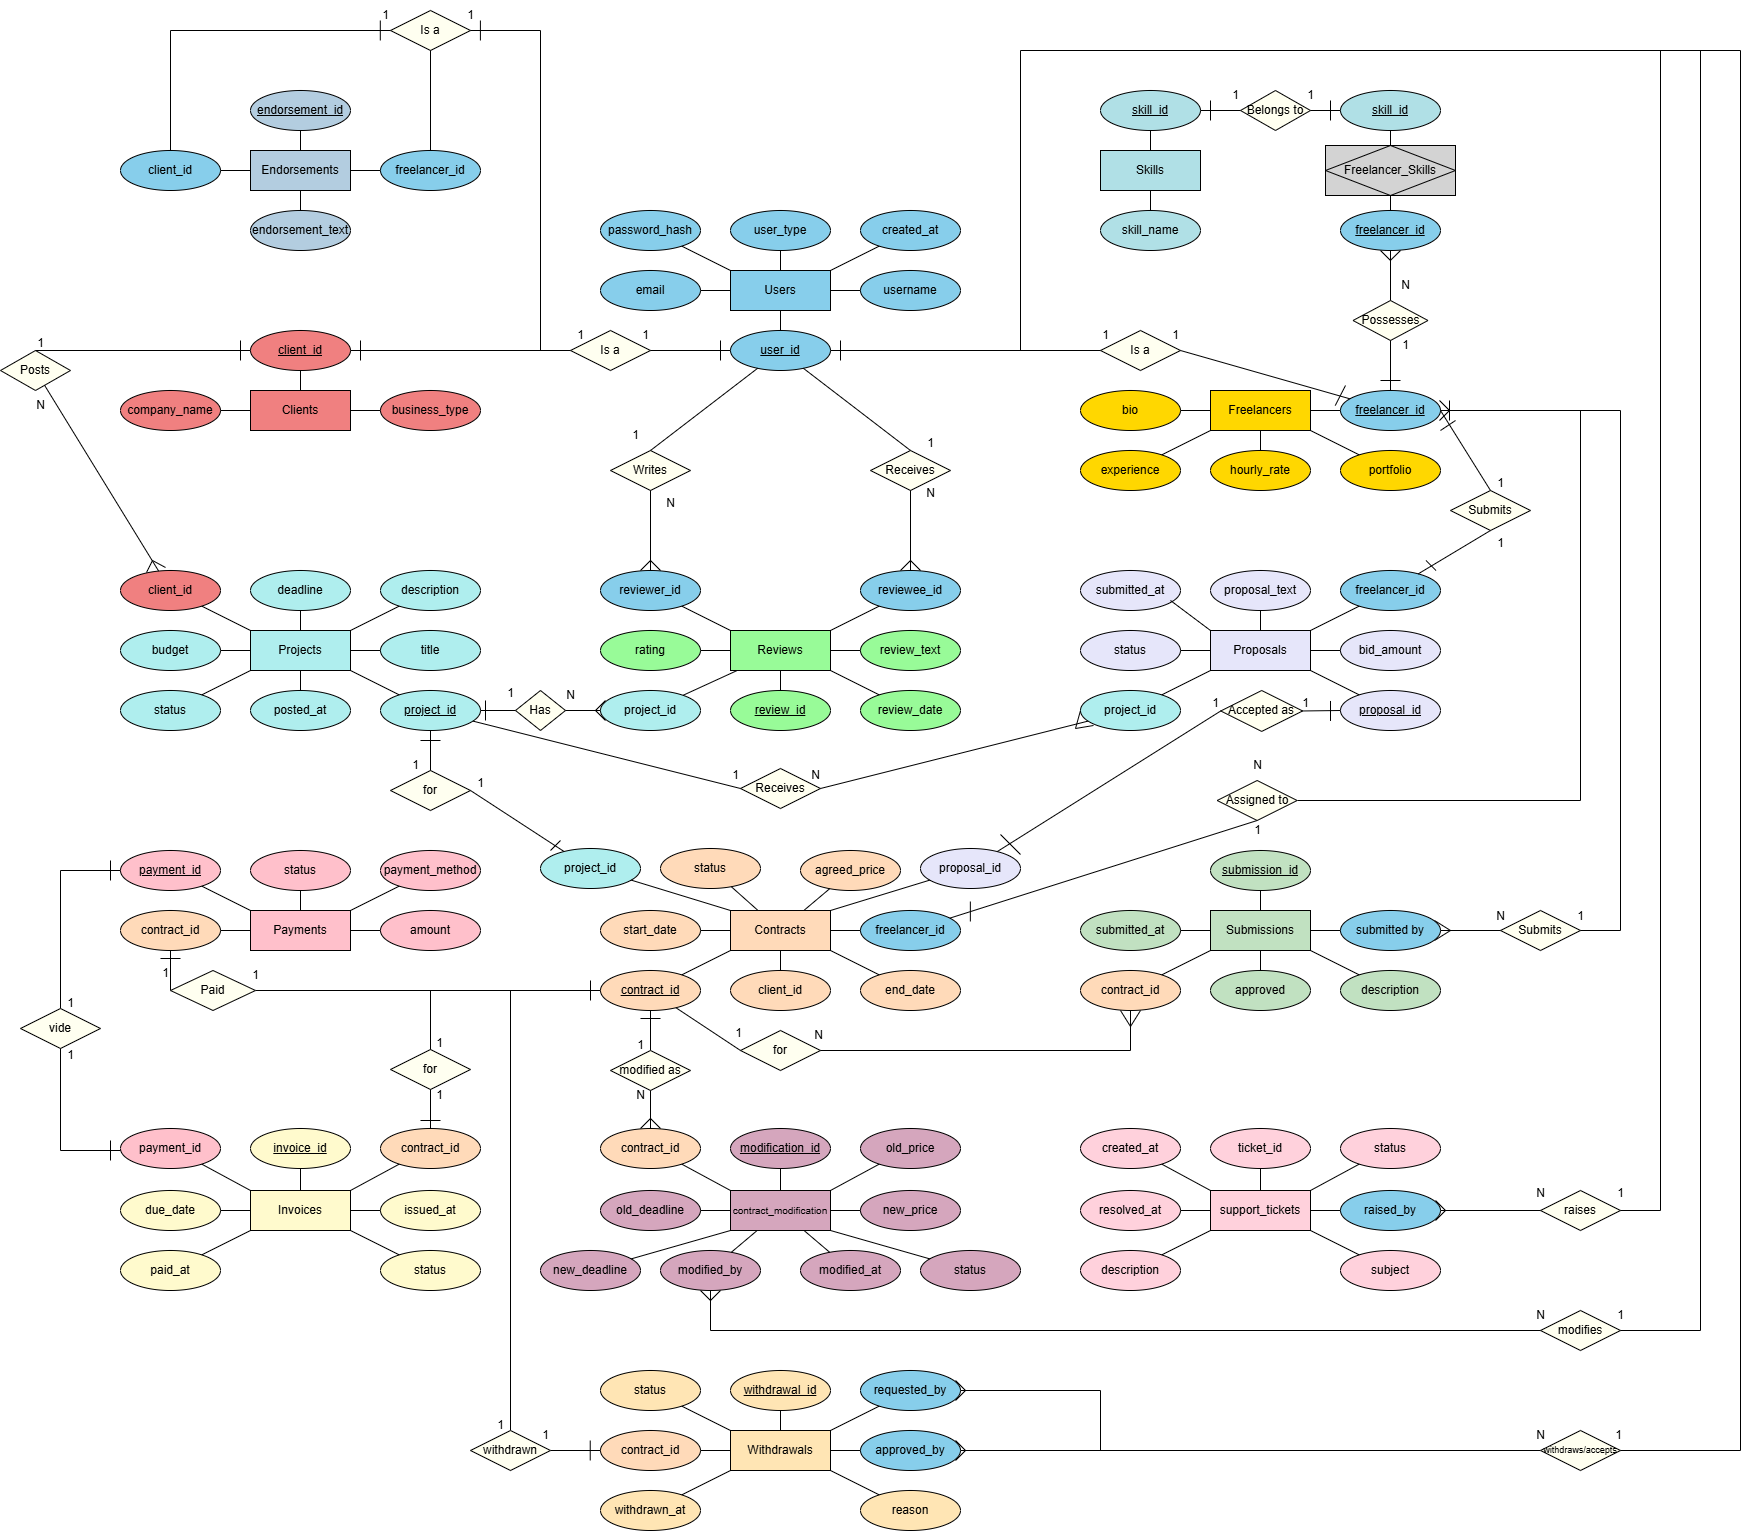 1
Is a
1
endorsement_id
client_id
Endorsements
freelancer_id
endorsement_text
skill_id
1
Belongs to
1
skill_id
Skills
Freelancer_Skills
skill_name
freelancer_id
N
Possesses
1
password_hash
user_type
created_at
email
Users
username
1
Posts
N
client_id
1
Is a
1
user_id
1
Is a
1
company_name
Clients
business_type
bio
Freelancers
freelancer_id
experience
hourly_rate
portfolio
1
Writes
N
1
Receives
N
1
Submits
1
client_id
deadline
description
budget
Projects
title
status
posted_at
project_id
1
Has
N
reviewer_id
reviewee_id
rating
Reviews
review_text
project_id
review_id
review_date
submitted_at
proposal_text
freelancer_id
status
Proposals
bid_amount
project_id
1
Accepted as
1
proposal_id
1
for
1
1
Receives
N
N
Assigned to
1
payment_id
status
payment_method
contract_id
Payments
amount
1
Paid
1
project_id
status
agreed_price
proposal_id
start_date
Contracts
freelancer_id
contract_id
client_id
end_date
submission_id
submitted_at
Submissions
submitted by
N
Submits
1
contract_id
approved
description
1
vide
1
1
for
1
1
modified as
N
1
for
N
payment_id
invoice_id
contract_id
due_date
Invoices
issued_at
paid_at
status
contract_id
modification_id
old_price
old_deadline
contract_modification
new_price
new_deadline
modified_by
modified_at
status
created_at
ticket_id
status
resolved_at
support_tickets
raised_by
N
raises
1
description
subject
N
modifies
1
status
withdrawal_id
requested_by
1
withdrawn
1
contract_id
Withdrawals
approved_by
N
withdraws/accepts
1
withdrawn_at
reason